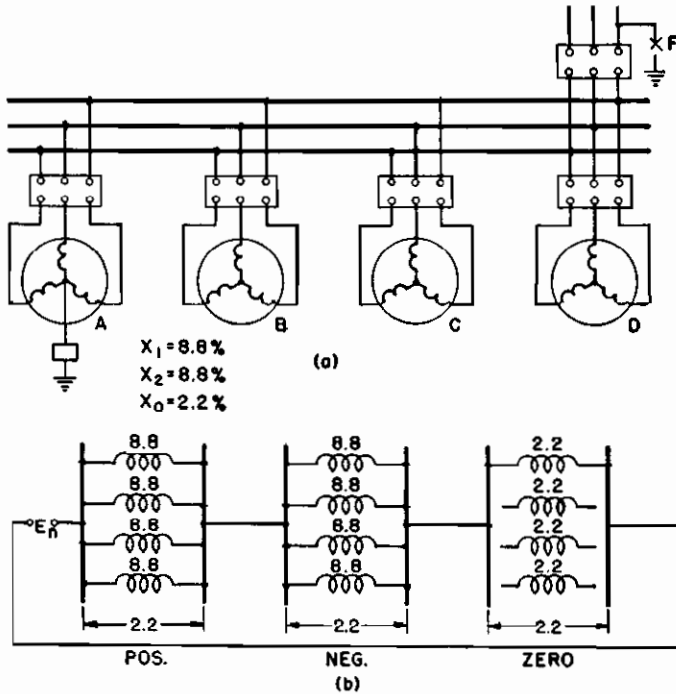 F
A
B
C
D
X₁=8.8%
X₂=8.8%
X₀=2.2%
(a)
8.8 8.8 2.2
8.8 8.8 2.2
Eₙ
8.8 8.8 2.2
8.8 8.8 2.2
2.2 2.2 2.2
POS. NEG. ZERO
(b)